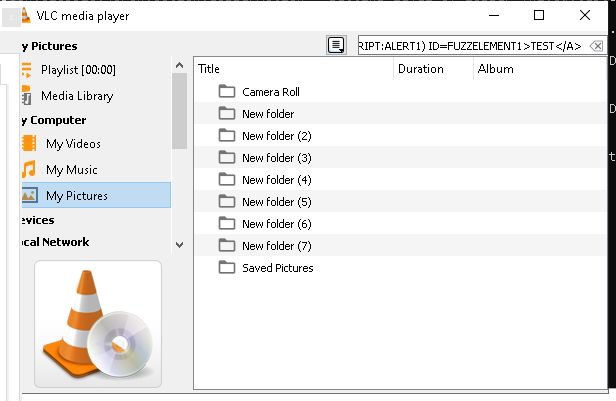 VLC media player
y Pictures
RIPT:ALERT1) ID=FUZZELEMENT1>TEST</A>
Playlist [00:00]
Media Library
y Computer
My Videos
My Music
My Pictures
evices
ocal Network
Title Duration Album
Camera Roll
New folder
New folder (2)
New folder (3)
New folder (4)
New folder (5)
New folder (6)
New folder (7)
Saved Pictures
D
D
t